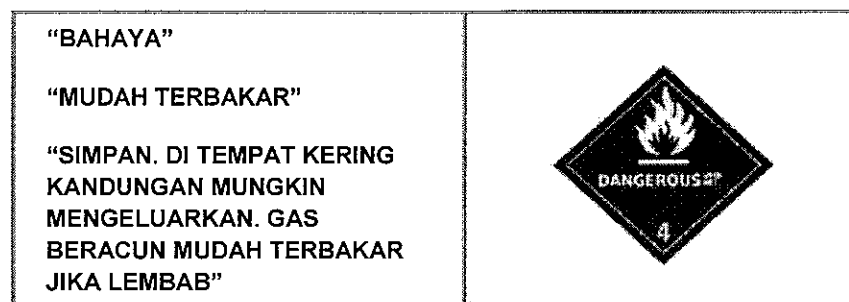 “BAHAYA”
“MUDAH TERBAKAR”
“SIMPAN. DI TEMPAT KERING
KANDUNGAN MUNGKIN
MENGELUARKAN. GAS
BERACUN MUDAH TERBAKAR
JIKA LEMBAB”
DANGEROUS
4